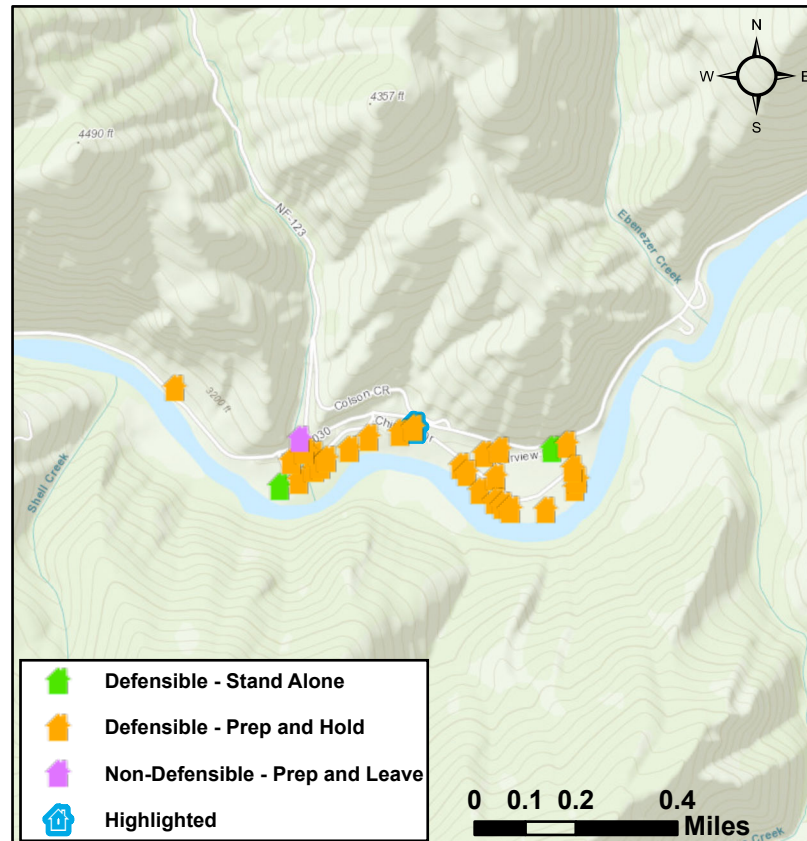 N
W
E
S
4357 ft
4490 ft
NF-123
Ebenezer Creek
3200 ft
Colson-CR
030
Shell Creek
Defensible - Stand Alone
Defensible - Prep and Hold
Non-Defensible - Prep and Leave
Highlighted
0 0.1 0.2 0.4
Miles
Creek